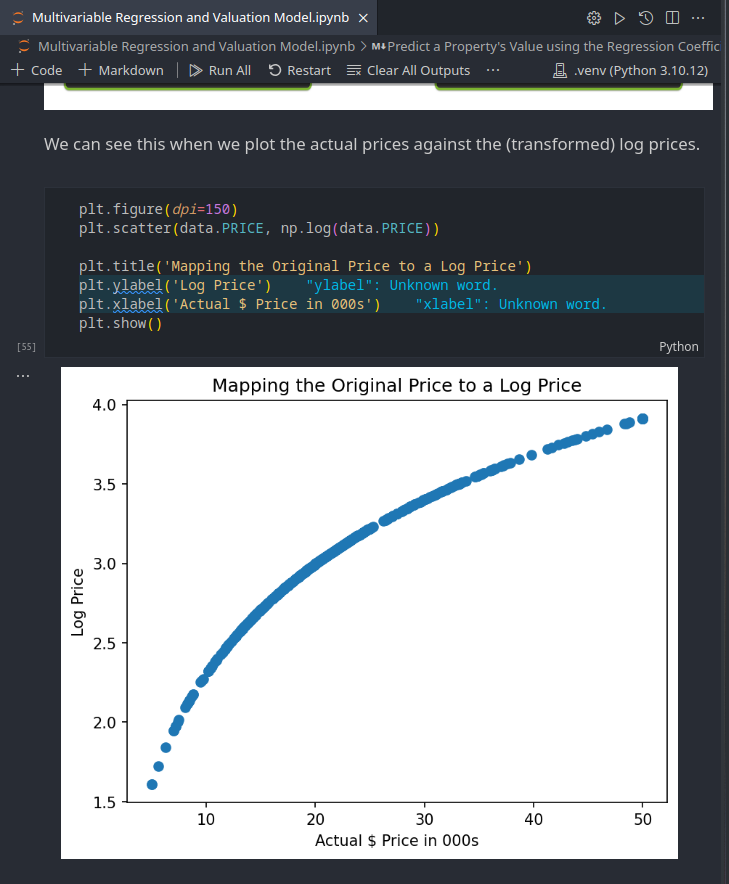 Multivariable Regression and Valuation Model.ipynb ×
Multivariable Regression and Valuation Model.ipynb > M↓Predict a Property's Value using the Regression Coeffic
+ Code + Markdown | Run All Restart Clear All Outputs ··· .venv (Python 3.10.12)
We can see this when we plot the actual prices against the (transformed) log prices.
plt.figure(dpi=150)
plt.scatter(data.PRICE, np.log(data.PRICE))
plt.title('Mapping the Original Price to a Log Price')
plt.ylabel('Log Price') "ylabel": Unknown word.
plt.xlabel('Actual $ Price in 000s') "xlabel": Unknown word.
plt.show()
[55]
Python
...
Mapping the Original Price to a Log Price
4.0
3.5
3.0
2.5
2.0
1.5
Log Price
10 20 30 40 50
Actual $ Price in 000s